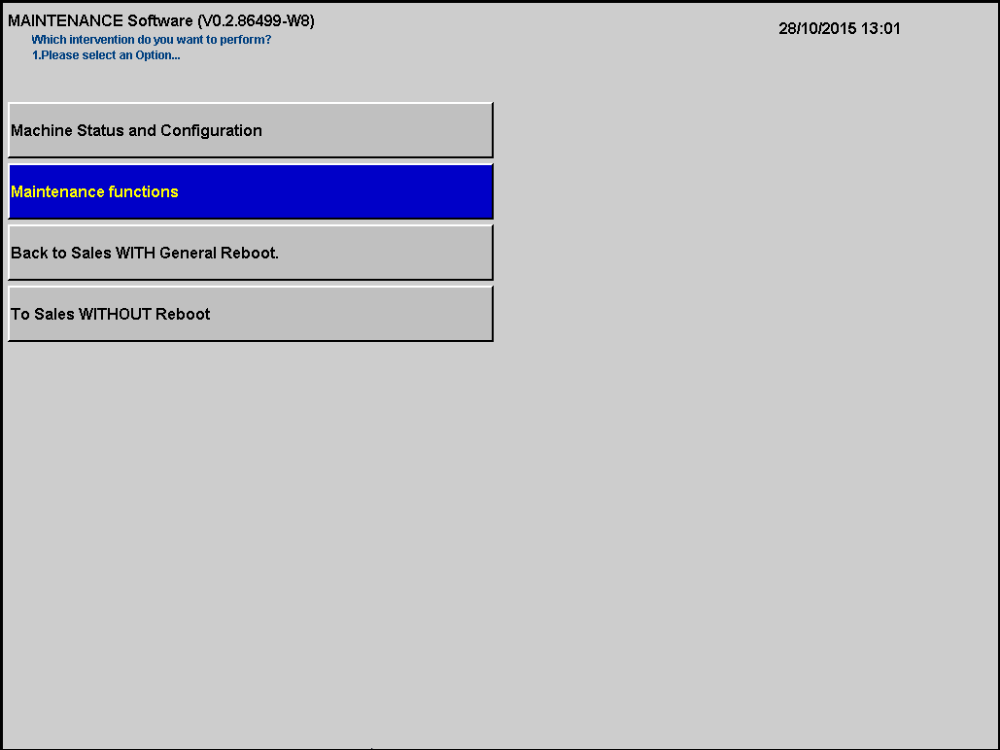 MAINTENANCE Software (V0.2.86499-W8)
28/10/2015 13:01
Which intervention do you want to perform?
1.Please select an Option...
Machine Status and Configuration
Maintenance functions
Back to Sales WITH General Reboot.
To Sales WITHOUT Reboot